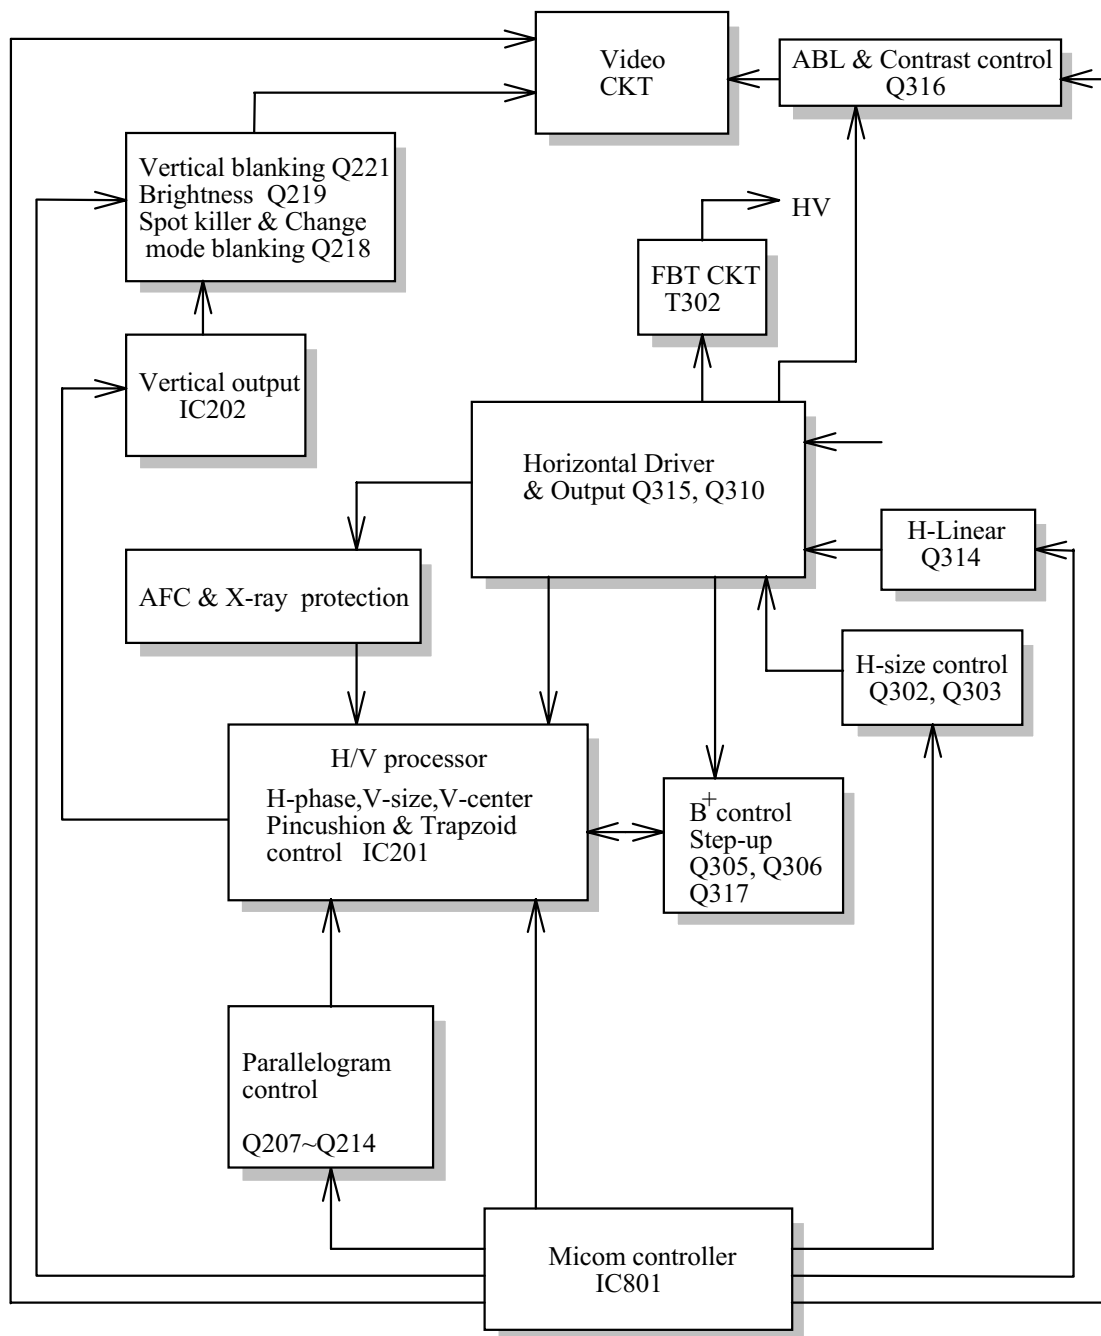 Video
CKT
ABL & Contrast control
Q316
Vertical blanking Q221
Brightness Q219
Spot killer & Change
mode blanking Q218
HV
FBT CKT
T302
Vertical output
IC202
Horizontal Driver
& Output Q315, Q310
H-Linear
Q314
AFC & X-ray protection
H-size control
Q302, Q303
H/V processor
H-phase,V-size,V-center
Pincushion & Trapzoid
control IC201
B+ control
Step-up
Q305, Q306
Q317
Parallelogram
control
Q207~Q214
Micom controller
IC801